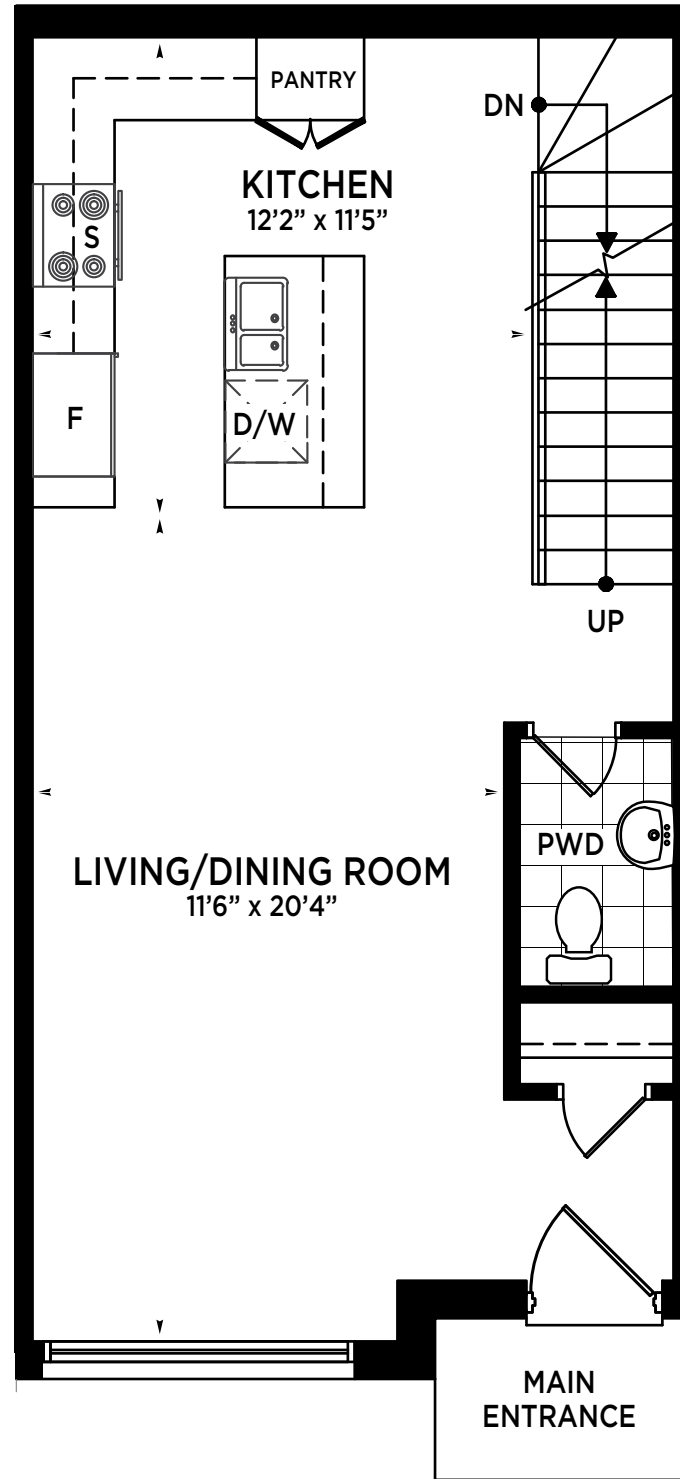 PANTRY
DN
KITCHEN
12’2” x 11’5”
S
F
D/W
UP
PWD
LIVING/DINING ROOM
11’6” x 20’4”
MAIN
ENTRANCE